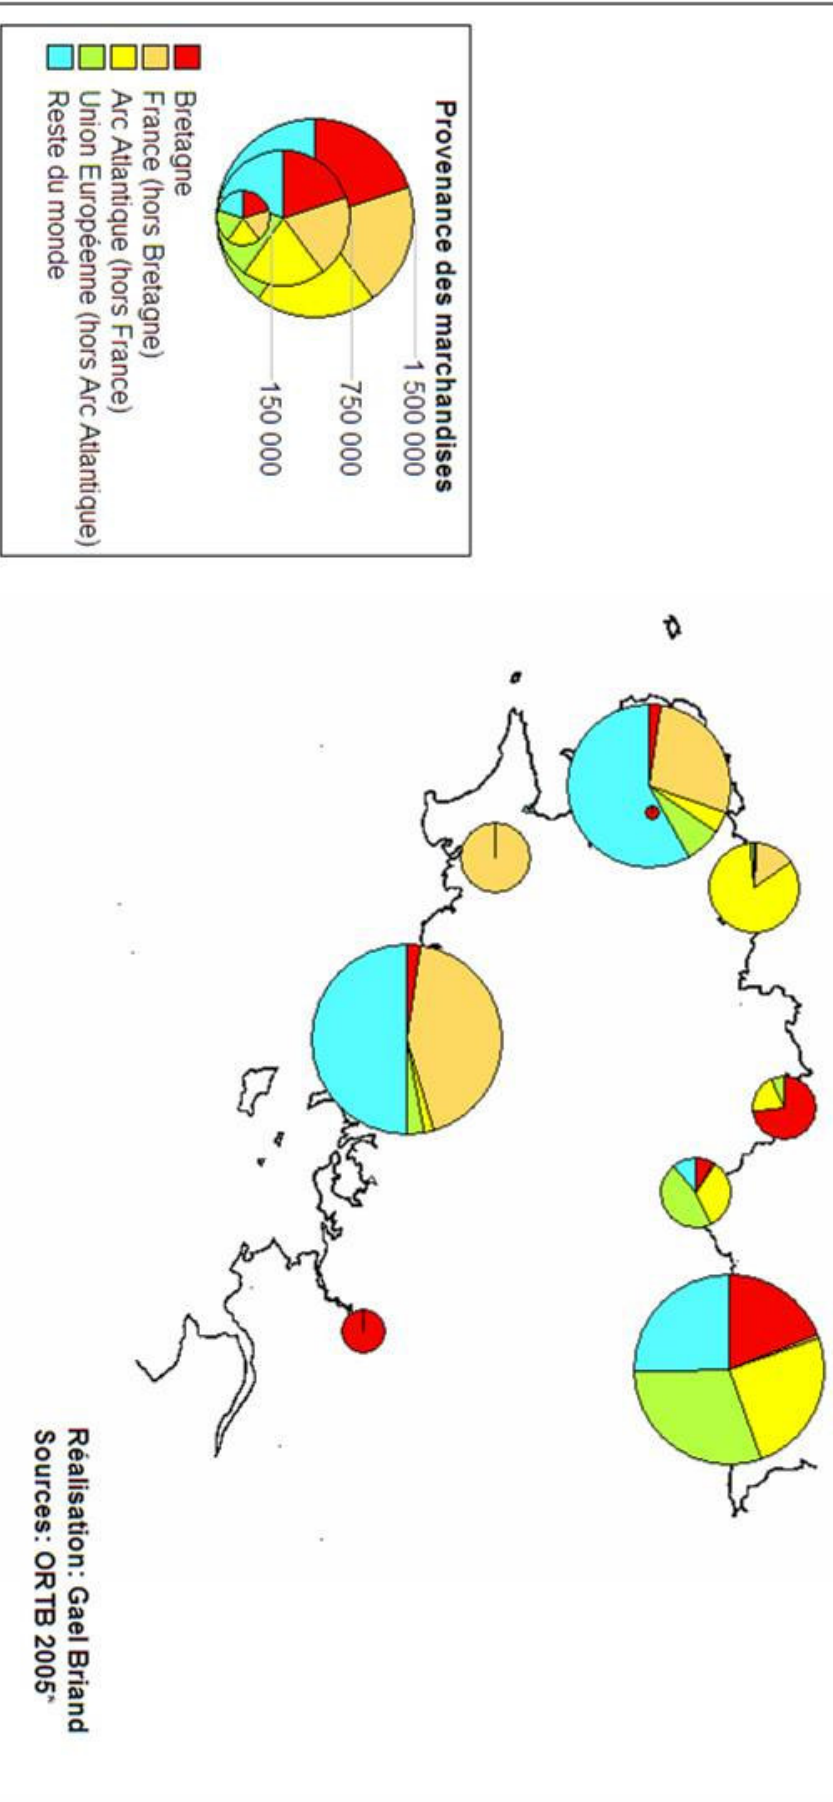 Provenance des marchandises
1 500 000
750 000
150 000
Bretagne
France (hors Bretagne)
Arc Atlantique (hors France)
Union Européenne (hors Arc Atlantique)
Reste du monde
Réalisation: Gael Briand
Sources: ORTB 2005*